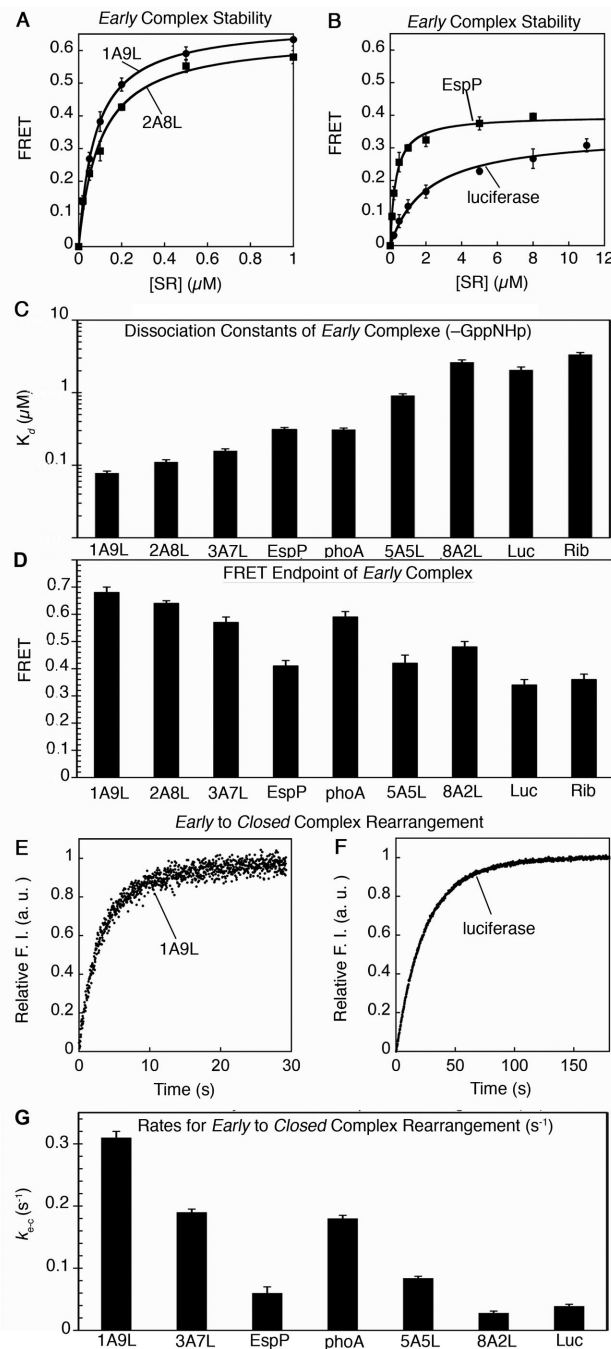 A
Early Complex Stability
B
Early Complex Stability
FRET
0.7
0.6
0.5
0.4
0.3
0.2
0.1
0
1A9L
2A8L
0 0.2 0.4 0.6 0.8 1
[SR] (µM)
FRET
0.6
0.5
0.4
0.3
0.2
0.1
0
EspP
luciferase
0 2 4 6 8 10 12
[SR] (µM)
C
Dissociation Constants of Early Complexe (–GppNHp)
Kd (µM)
10
1
0.1
1A9L 2A8L 3A7L EspP phoA 5A5L 8A2L Luc Rib
D
FRET Endpoint of Early Complex
FRET
0.7
0.6
0.5
0.4
0.3
0.2
0.1
0
1A9L 2A8L 3A7L EspP phoA 5A5L 8A2L Luc Rib
Early to Closed Complex Rearrangement
E
Relative F. I. (a. u. )
1
0.8
0.6
0.4
0.2
0
1A9L
0 10 20 30
Time (s)
F
Relative F. I. (a. u. )
1
0.8
0.6
0.4
0.2
0
luciferase
0 50 100 150
Time (s)
G
Rates for Early to Closed Complex Rearrangement (s⁻¹)
ke-c (s⁻¹)
0.3
0.2
0.1
0
1A9L 3A7L EspP phoA 5A5L 8A2L Luc